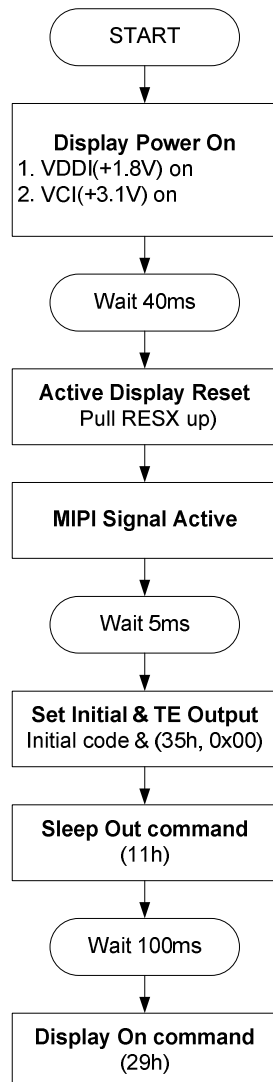 START
Display Power On
1. VDDI(+1.8V) on
2. VCI(+3.1V) on
Wait 40ms
Active Display Reset
Pull RESX up)
MIPI Signal Active
Wait 5ms
Set Initial & TE Output
Initial code & (35h, 0x00)
Sleep Out command
(11h)
Wait 100ms
Display On command
(29h)